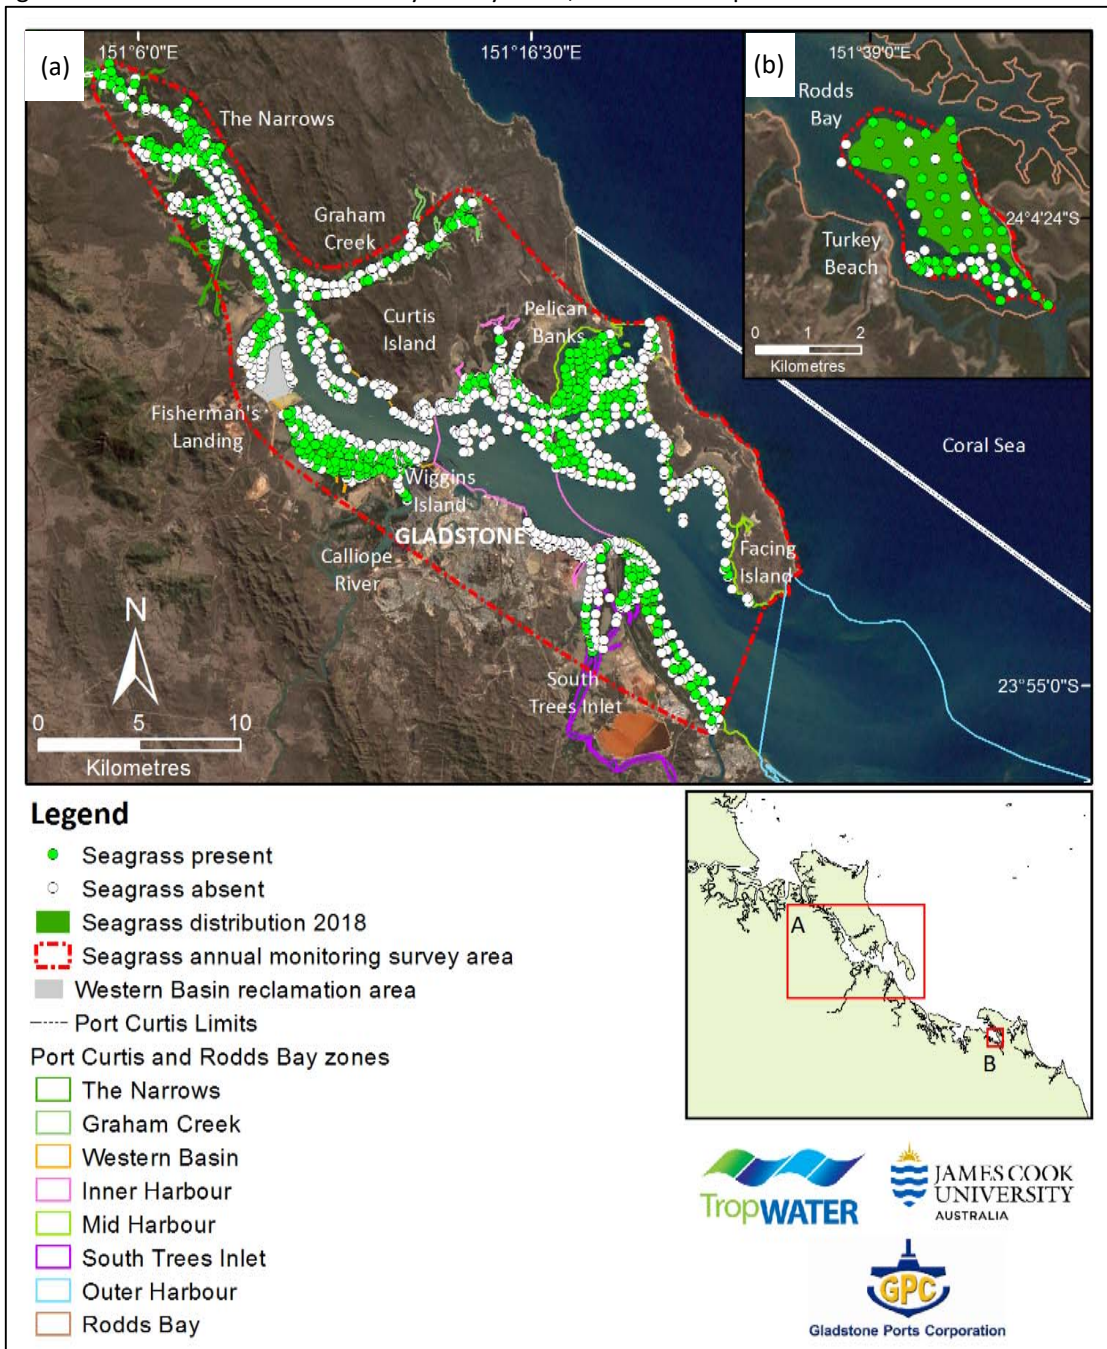 (a)
151°6'0"E
151°16'30"E
(b)
151°39'0"E
Rodds
Bay
The Narrows
24°4'24"S
Graham
Creek
Turkey
Beach
Curtis
Island
Pelican
Banks
0 1 2
Kilometres
Fisherman's
Landing
Coral Sea
Wiggins
Island
GLADSTONE
Calliope
River
Facing
Island
N
South
Trees Inlet
23°55'0"S
0 5 10
Kilometres
Legend
Seagrass present
Seagrass absent
Seagrass distribution 2018
Seagrass annual monitoring survey area
Western Basin reclamation area
Port Curtis Limits
Port Curtis and Rodds Bay zones
The Narrows
Graham Creek
Western Basin
Inner Harbour
Mid Harbour
South Trees Inlet
Outer Harbour
Rodds Bay
A
B
TropWATER
JAMES COOK
UNIVERSITY
AUSTRALIA
GPC
Gladstone Ports Corporation